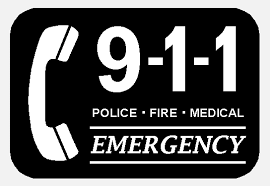 9-1-1
POLICE • FIRE • MEDICAL
EMERGENCY